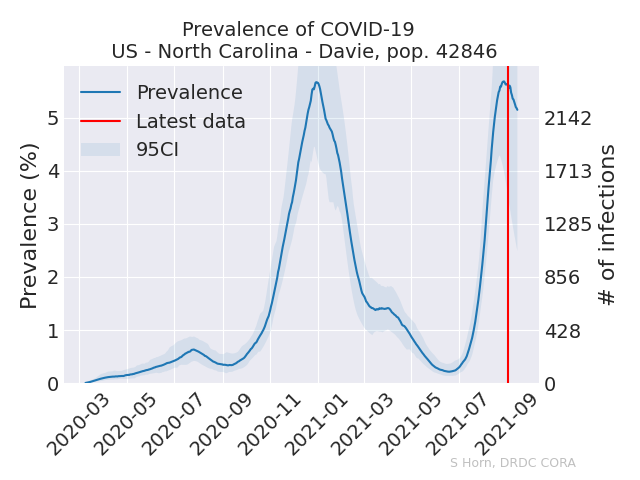 Prevalence of COVID-19
US - North Carolina - Davie, pop. 42846
Prevalence
Latest data
95CI
Prevalence (%)
5
4
3
2
1
0
2142
1713
1285
856
428
0
# of infections
2020-03
2020-05
2020-07
2020-09
2020-11
2021-01
2021-03
2021-05
2021-07
2021-09
S Horn, DRDC CORA